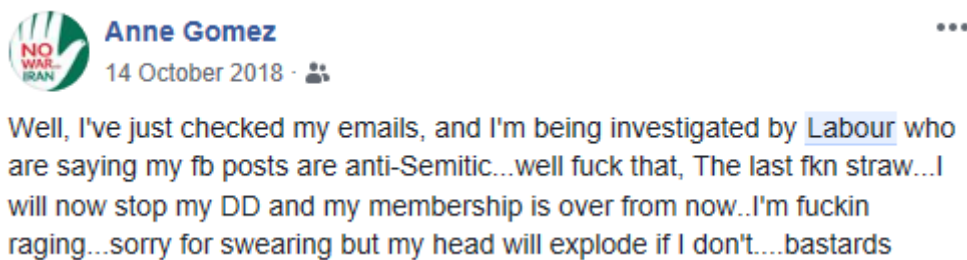 Anne Gomez
14 October 2018 ·
NO
WAR...
IRAN
Well, I've just checked my emails, and I'm being investigated by Labour who
are saying my fb posts are anti-Semitic...well fuck that, The last fkn straw...I
will now stop my DD and my membership is over from now..I'm fuckin
raging...sorry for swearing but my head will explode if I don't....bastards